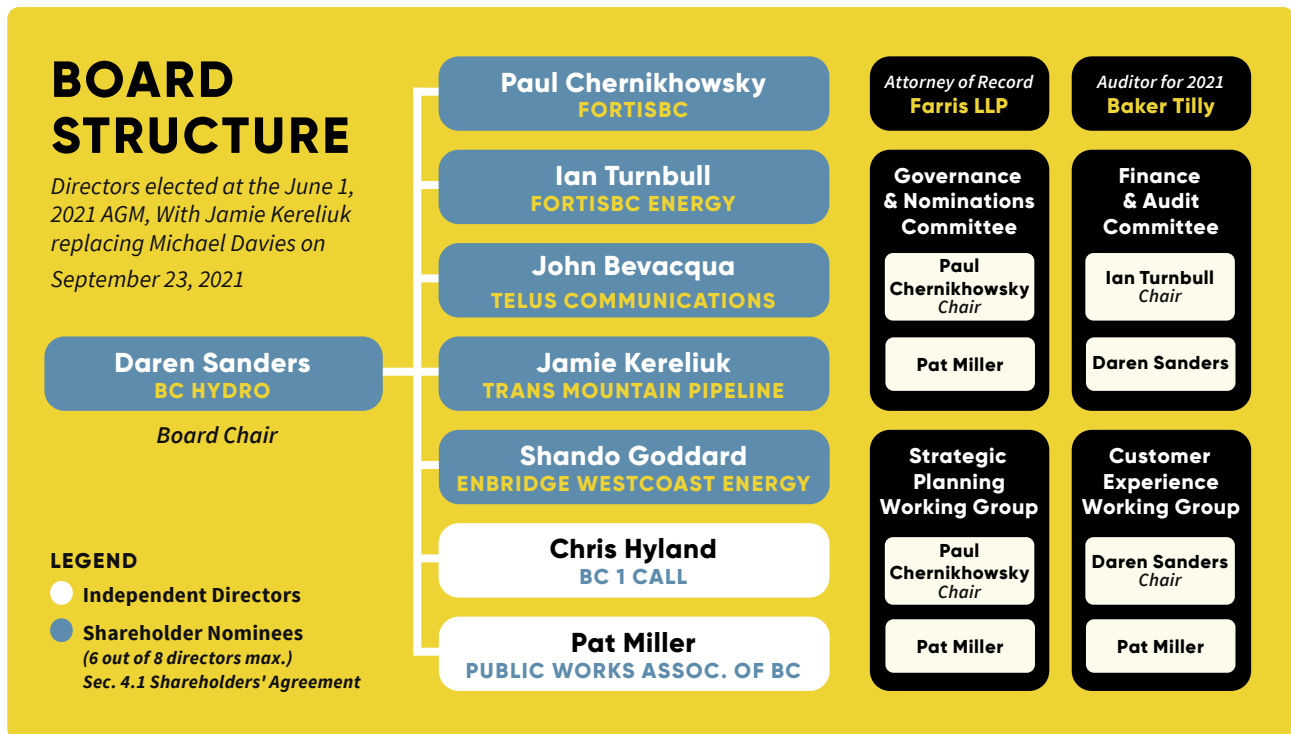 BOARD
STRUCTURE
Directors elected at the June 1,
2021 AGM, With Jamie Kereliuk
replacing Michael Davies on
September 23, 2021
Daren Sanders
BC HYDRO
Board Chair
LEGEND
Independent Directors
Shareholder Nominees
(6 out of 8 directors max.)
Sec. 4.1 Shareholders' Agreement
Paul Chernikhowsky
FORTISBC
Ian Turnbull
FORTISBC ENERGY
John Bevacqua
TELUS COMMUNICATIONS
Jamie Kereliuk
TRANS MOUNTAIN PIPELINE
Shando Goddard
ENBRIDGE WESTCOAST ENERGY
Chris Hyland
BC 1 CALL
Pat Miller
PUBLIC WORKS ASSOC. OF BC
Attorney of Record
Farris LLP
Auditor for 2021
Baker Tilly
Governance
& Nominations
Committee
Paul
Chernikhowsky
Chair
Pat Miller
Finance
& Audit
Committee
Ian Turnbull
Chair
Daren Sanders
Strategic
Planning
Working Group
Paul
Chernikhowsky
Chair
Pat Miller
Customer
Experience
Working Group
Daren Sanders
Chair
Pat Miller